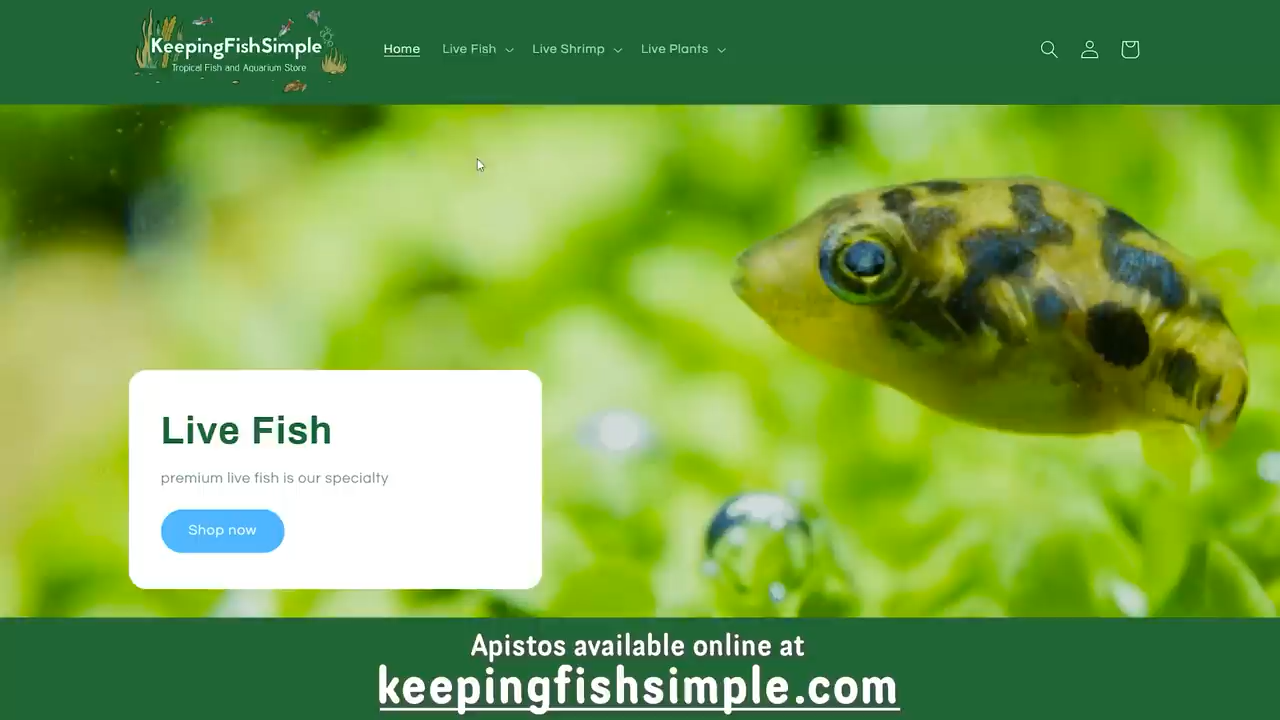 KeepingFishSimple
Tropical Fish and Aquarium Store
Home
Live Fish
Live Shrimp
Live Plants
Live Fish
premium live fish is our specialty
Shop now
Apistos available online at
keepingfishsimple.com